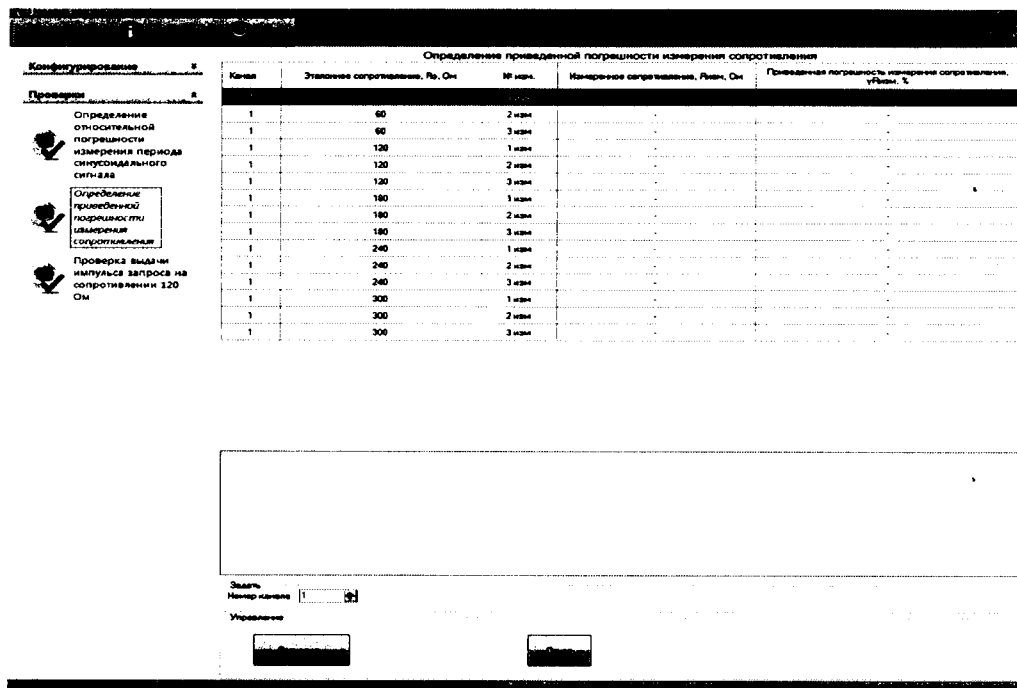 Конфигурирование
Проверки
Определение
относительной
погрешности
измерения периода
синусоидального
сигнала
Определение
приведенной
погрешности
измерения
сопротивления
Проверка выдачи
импульса запроса на
сопротивлении 120
Ом
Определение приведенной погрешности измерения сопротивления
Канал Эталонное сопротивление, Rо, Ом № изм. Измеренное сопротивление, Rизм, Ом Приведенная погрешность измерения сопротивления, γRизм, %
1 60 2 изм - -
1 60 3 изм - -
1 120 1 изм - -
1 120 2 изм - -
1 120 3 изм - -
1 180 1 изм - -
1 180 2 изм - -
1 180 3 изм - -
1 240 1 изм - -
1 240 2 изм - -
1 240 3 изм - -
1 300 1 изм - -
1 300 2 изм - -
1 300 3 изм - -
Задать
Номер канала 1
Управление